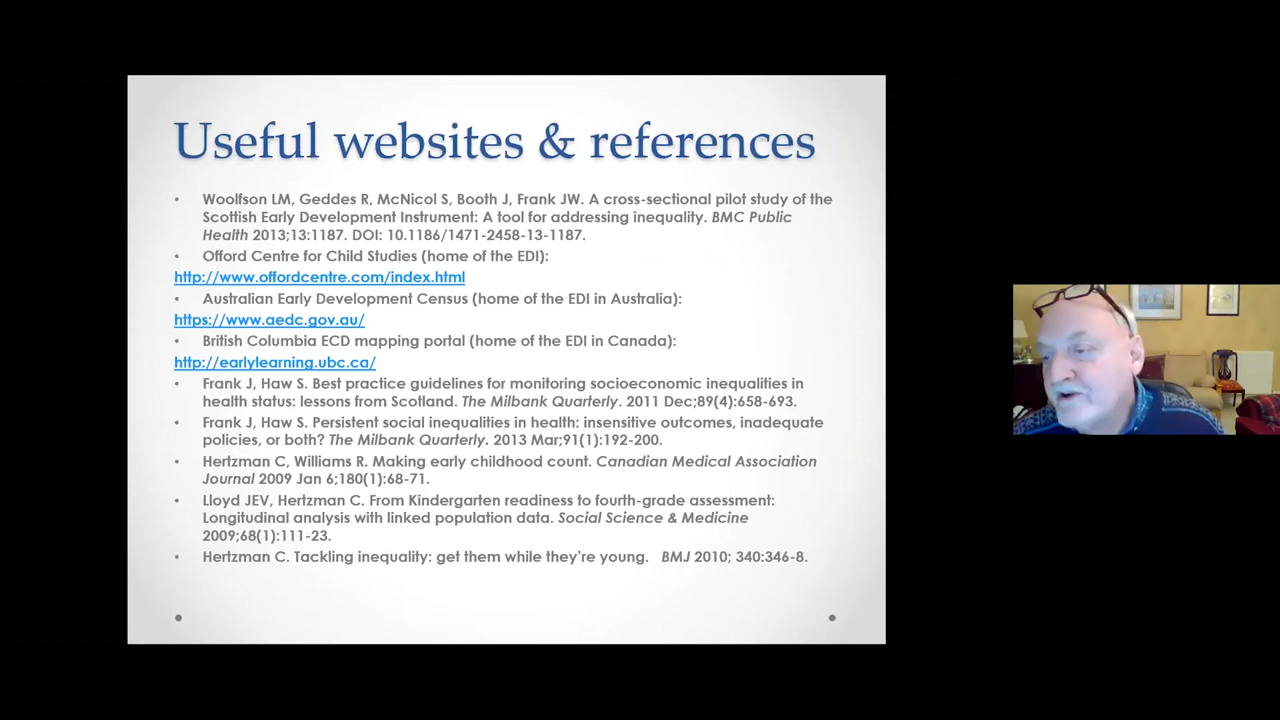 Useful websites & references
• Woolfson LM, Geddes R, McNicol S, Booth J, Frank JW. A cross-sectional pilot study of the
Scottish Early Development Instrument: A tool for addressing inequality. BMC Public
Health 2013;13:1187. DOI: 10.1186/1471-2458-13-1187.
• Offord Centre for Child Studies (home of the EDI):
http://www.offordcentre.com/index.html
• Australian Early Development Census (home of the EDI in Australia):
https://www.aedc.gov.au/
• British Columbia ECD mapping portal (home of the EDI in Canada):
http://earlylearning.ubc.ca/
• Frank J, Haw S. Best practice guidelines for monitoring socioeconomic inequalities in
health status: lessons from Scotland. The Milbank Quarterly. 2011 Dec;89(4):658-693.
• Frank J, Haw S. Persistent social inequalities in health: insensitive outcomes, inadequate
policies, or both? The Milbank Quarterly. 2013 Mar;91(1):192-200.
• Hertzman C, Williams R. Making early childhood count. Canadian Medical Association
Journal 2009 Jan 6;180(1):68-71.
• Lloyd JEV, Hertzman C. From Kindergarten readiness to fourth-grade assessment:
Longitudinal analysis with linked population data. Social Science & Medicine
2009;68(1):111-23.
• Hertzman C. Tackling inequality: get them while they're young. BMJ 2010; 340:346-8.